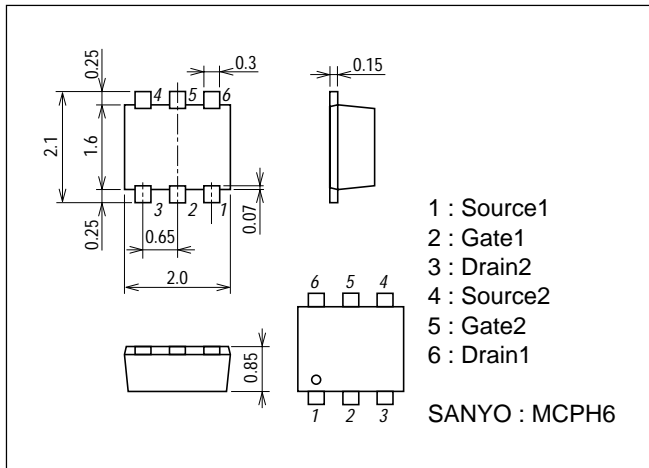 0.25
0.3
0.15
4 5 6
2.1
1.6
0.25
3 2 1
0.07
0.65
2.0
1 : Source1
2 : Gate1
3 : Drain2
4 : Source2
5 : Gate2
6 : Drain1
6 5 4
0.85
1 2 3
SANYO : MCPH6